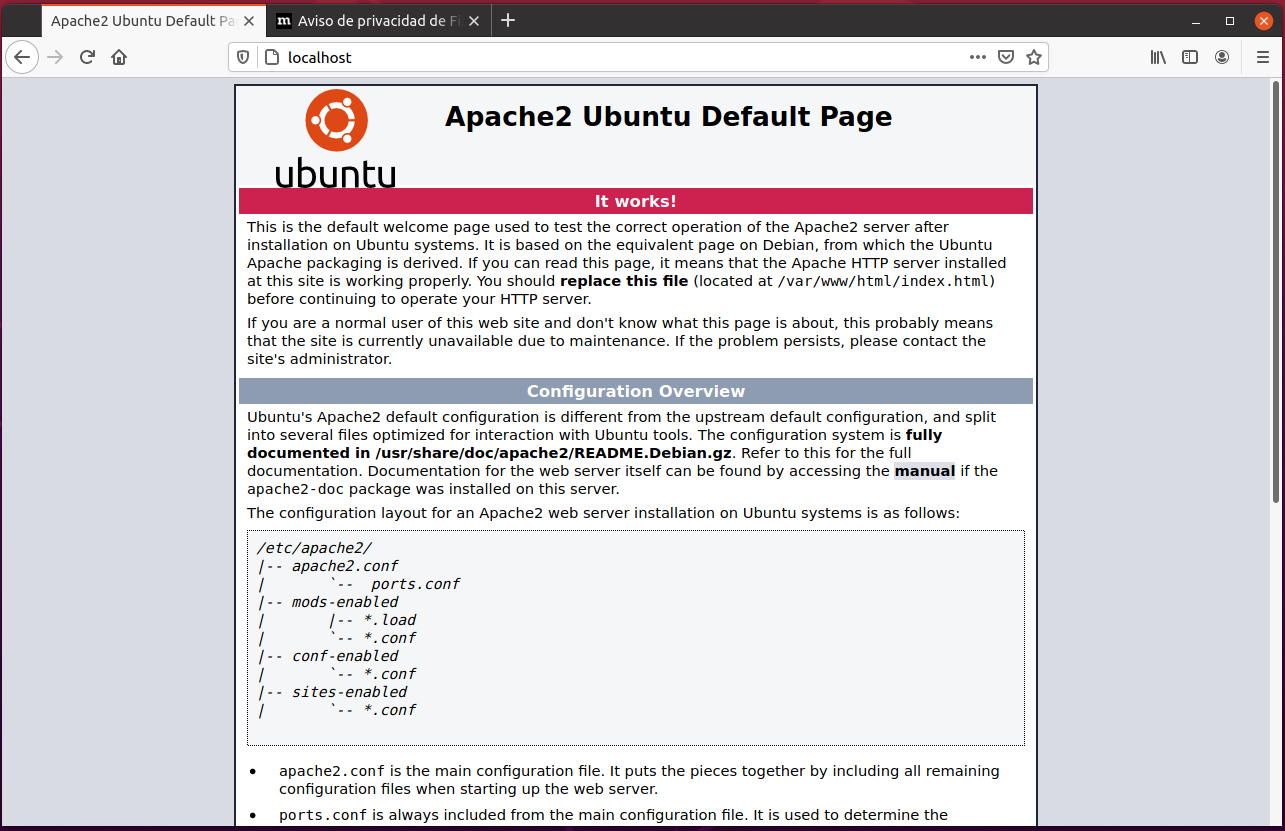 Apache2 Ubuntu Default Pa
Aviso de privacidad de Fi
localhost
ubuntu
Apache2 Ubuntu Default Page
It works!
This is the default welcome page used to test the correct operation of the Apache2 server after
installation on Ubuntu systems. It is based on the equivalent page on Debian, from which the Ubuntu
Apache packaging is derived. If you can read this page, it means that the Apache HTTP server installed
at this site is working properly. You should replace this file (located at /var/www/html/index.html)
before continuing to operate your HTTP server.
If you are a normal user of this web site and don't know what this page is about, this probably means
that the site is currently unavailable due to maintenance. If the problem persists, please contact the
site's administrator.
Configuration Overview
Ubuntu's Apache2 default configuration is different from the upstream default configuration, and split
into several files optimized for interaction with Ubuntu tools. The configuration system is fully
documented in /usr/share/doc/apache2/README.Debian.gz. Refer to this for the full
documentation. Documentation for the web server itself can be found by accessing the manual if the
apache2-doc package was installed on this server.
The configuration layout for an Apache2 web server installation on Ubuntu systems is as follows:
/etc/apache2/
|-- apache2.conf
|       `--  ports.conf
|-- mods-enabled
|       |-- *.load
|       `-- *.conf
|-- conf-enabled
|       `-- *.conf
|-- sites-enabled
|       `-- *.conf
• apache2.conf is the main configuration file. It puts the pieces together by including all remaining
configuration files when starting up the web server.
• ports.conf is always included from the main configuration file. It is used to determine the